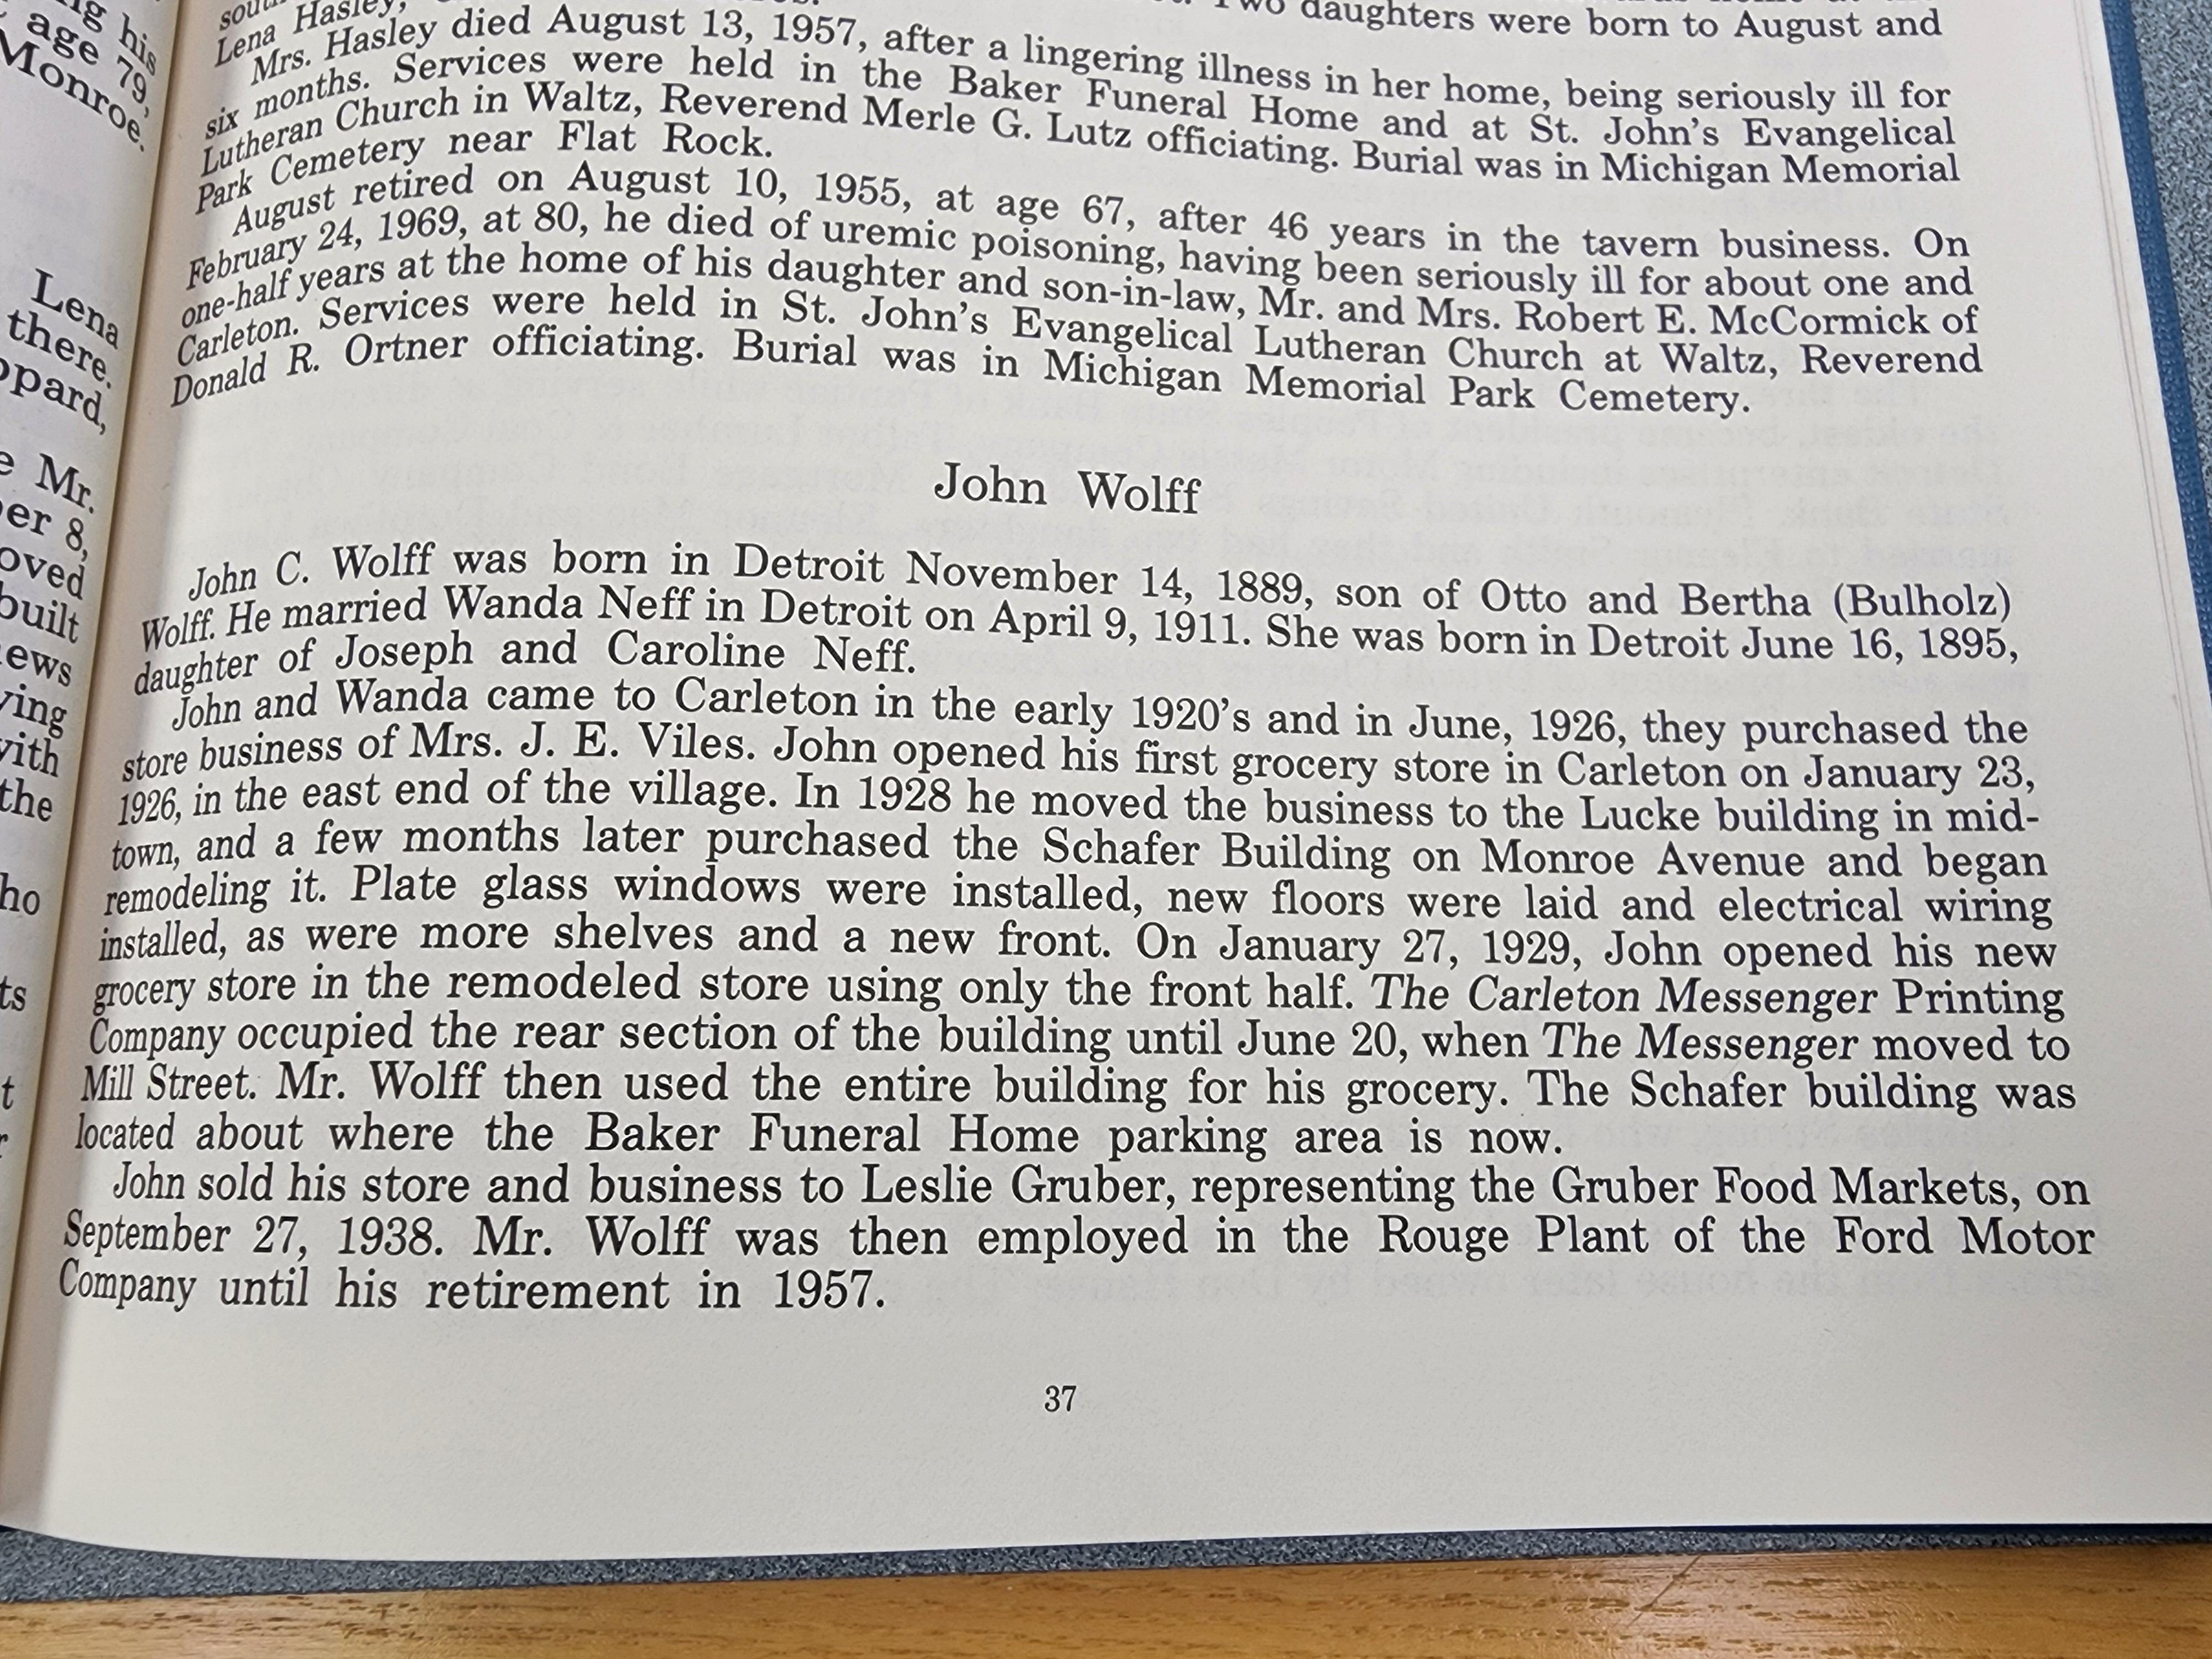 ng his
age 79,
Monroe.
Lena
there.
ppard,
e Mr.
er 8,
oved
built
ews
ying
with
the
ho
ts
t
Lena Hasley,
Two daughters were born to August and
Mrs. Hasley died August 13, 1957, after a lingering illness in her home, being seriously ill for
six months. Services were held in the Baker Funeral Home and at St. John's Evangelical
Lutheran Church in Waltz, Reverend Merle G. Lutz officiating. Burial was in Michigan Memorial
Park Cemetery near Flat Rock.
August retired on August 10, 1955, at age 67, after 46 years in the tavern business. On
February 24, 1969, at 80, he died of uremic poisoning, having been seriously ill for about one and
one-half years at the home of his daughter and son-in-law, Mr. and Mrs. Robert E. McCormick of
Carleton. Services were held in St. John's Evangelical Lutheran Church at Waltz, Reverend
Donald R. Ortner officiating. Burial was in Michigan Memorial Park Cemetery.
John Wolff
John C. Wolff was born in Detroit November 14, 1889, son of Otto and Bertha (Bulholz)
Wolff. He married Wanda Neff in Detroit on April 9, 1911. She was born in Detroit June 16, 1895,
daughter of Joseph and Caroline Neff.
John and Wanda came to Carleton in the early 1920's and in June, 1926, they purchased the
store business of Mrs. J. E. Viles. John opened his first grocery store in Carleton on January 23,
1926, in the east end of the village. In 1928 he moved the business to the Lucke building in mid-
town, and a few months later purchased the Schafer Building on Monroe Avenue and began
remodeling it. Plate glass windows were installed, new floors were laid and electrical wiring
installed, as were more shelves and a new front. On January 27, 1929, John opened his new
grocery store in the remodeled store using only the front half. The Carleton Messenger Printing
Company occupied the rear section of the building until June 20, when The Messenger moved to
Mill Street. Mr. Wolff then used the entire building for his grocery. The Schafer building was
located about where the Baker Funeral Home parking area is now.
John sold his store and business to Leslie Gruber, representing the Gruber Food Markets, on
September 27, 1938. Mr. Wolff was then employed in the Rouge Plant of the Ford Motor
Company until his retirement in 1957.
37